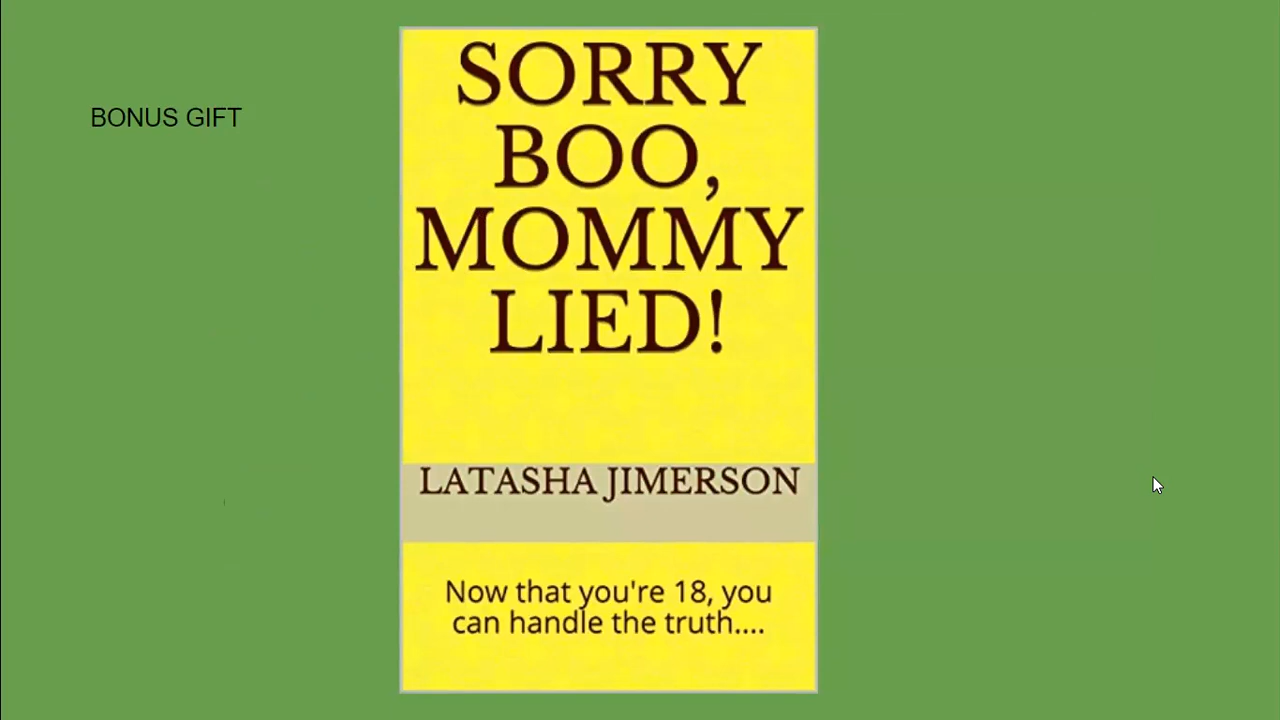 BONUS GIFT
SORRY
BOO,
MOMMY
LIED!
LATASHA JIMERSON
Now that you're 18, you
can handle the truth....